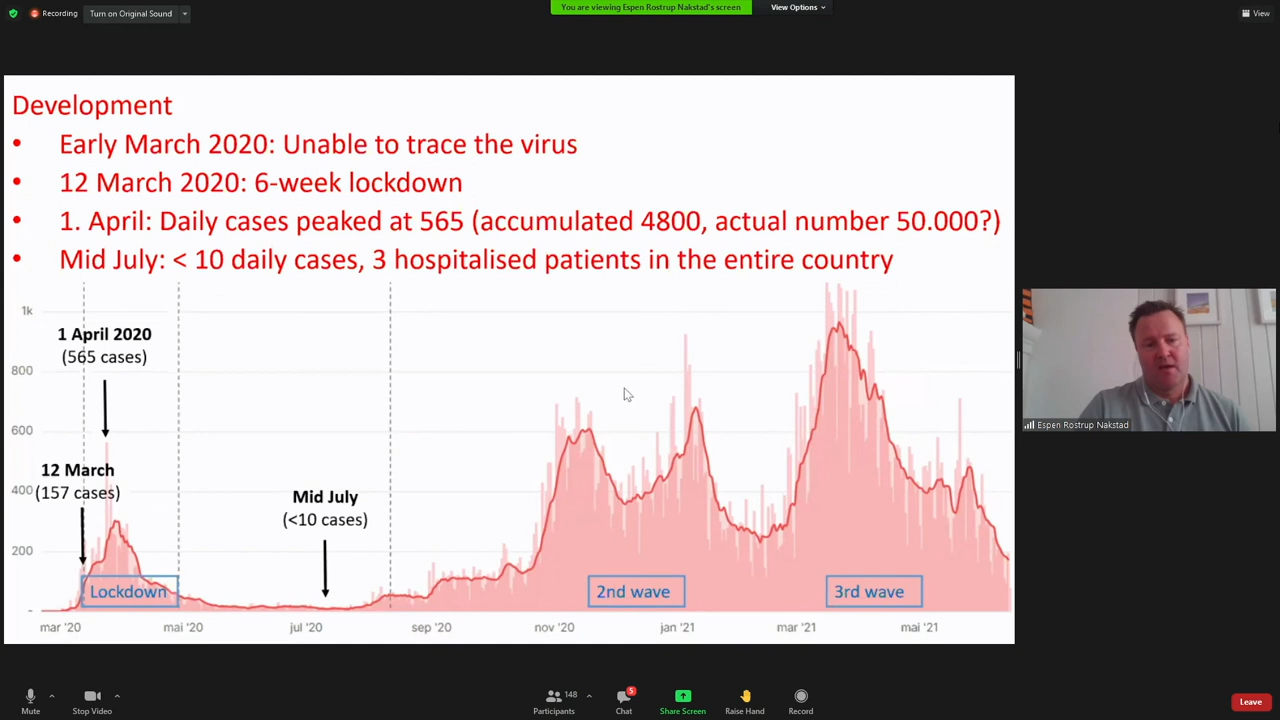 Recording
Turn on Original Sound
You are viewing Espen Rostrup Nakstad's screen
View Options
View
Development
• Early March 2020: Unable to trace the virus
• 12 March 2020: 6-week lockdown
• 1. April: Daily cases peaked at 565 (accumulated 4800, actual number 50.000?)
• Mid July: < 10 daily cases, 3 hospitalised patients in the entire country
1k
800
600
400
200
-
1 April 2020
(565 cases)
12 March
(157 cases)
Mid July
(<10 cases)
Lockdown
2nd wave
3rd wave
mar '20
mai '20
jul '20
sep '20
nov '20
jan '21
mar '21
mai '21
Espen Rostrup Nakstad
Mute
Stop Video
148
Participants
5
Chat
Share Screen
Raise Hand
Record
Leave